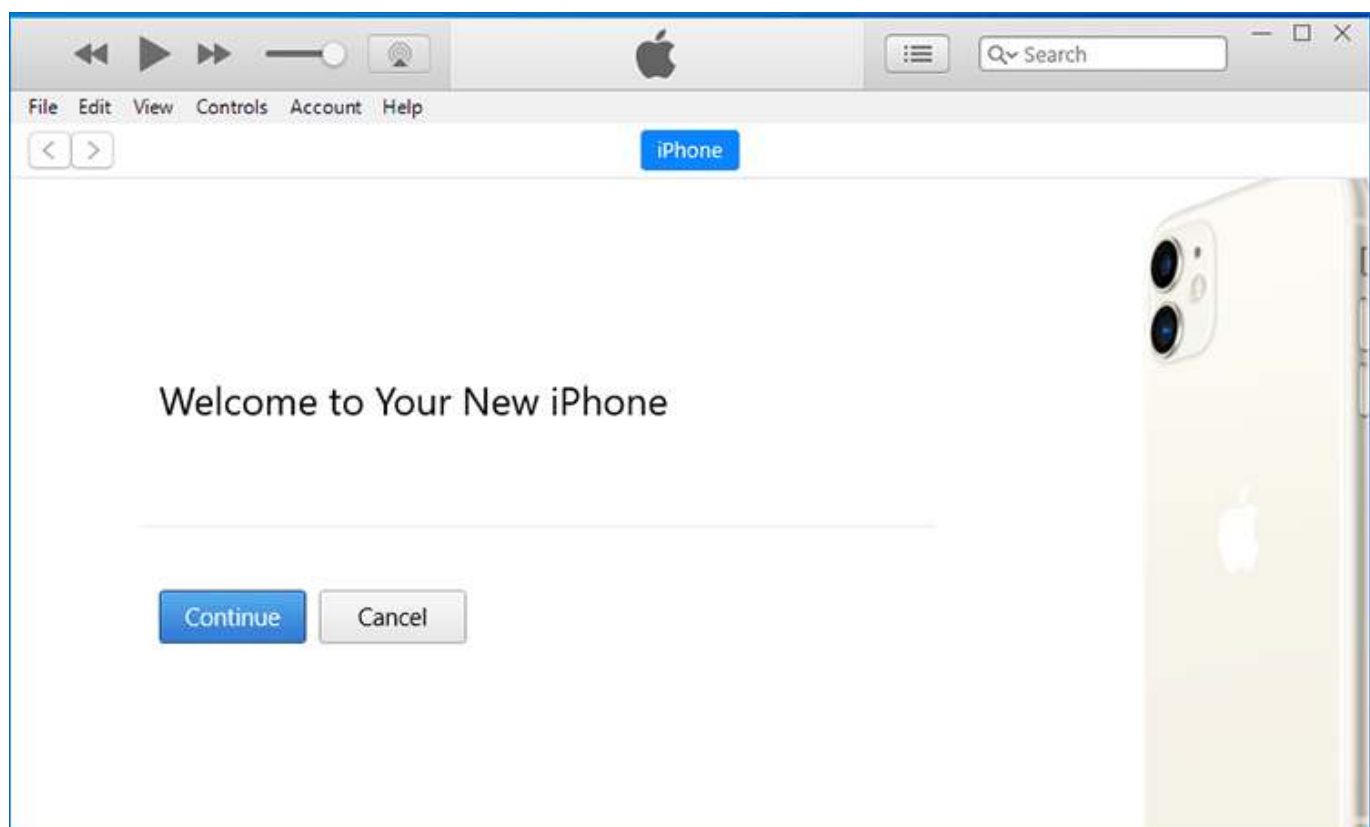 Search
File Edit View Controls Account Help
iPhone
Welcome to Your New iPhone
Continue Cancel